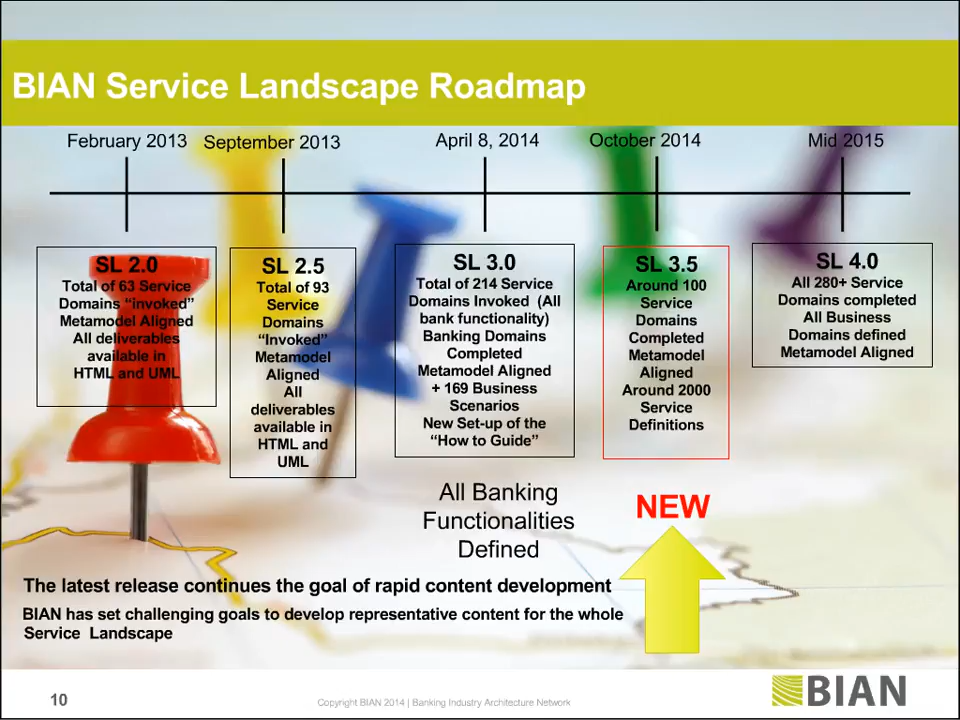 BIAN Service Landscape Roadmap
February 2013
September 2013
April 8, 2014
October 2014
Mid 2015
SL 2.0
Total of 63 Service
Domains “invoked”
Metamodel Aligned
All deliverables
available in
HTML and UML
SL 2.5
Total of 93
Service
Domains
“Invoked”
Metamodel
Aligned
All
deliverables
available in
HTML and
UML
SL 3.0
Total of 214 Service
Domains Invoked (All
bank functionality)
Banking Domains
Completed
Metamodel Aligned
+ 169 Business
Scenarios
New Set-up of the
“How to Guide”
SL 3.5
Around 100
Service
Domains
Completed
Metamodel
Aligned
Around 2000
Service
Definitions
SL 4.0
All 280+ Service
Domains completed
All Business
Domains defined
Metamodel Aligned
All Banking
Functionalities
Defined
NEW
The latest release continues the goal of rapid content development
BIAN has set challenging goals to develop representative content for the whole
Service Landscape
10
Copyright BIAN 2014 | Banking Industry Architecture Network
BIAN